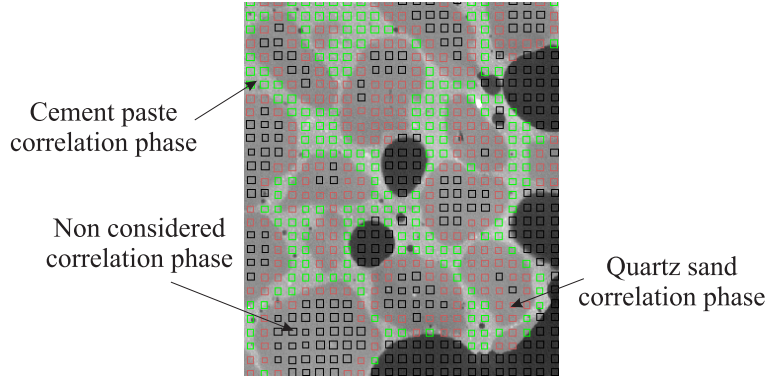 Cement paste
correlation phase
Non considered
correlation phase
Quartz sand
correlation phase